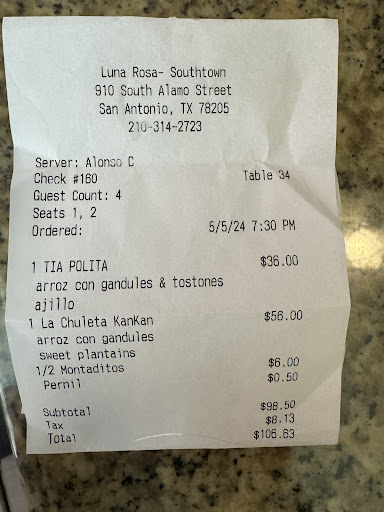 Luna Rosa- Southtown
910 South Alamo Street
San Antonio, TX 78205
210-314-2723
Server: Alonso C
Check #160 Table 34
Guest Count: 4
Seats 1, 2
Ordered: 5/5/24 7:30 PM
1 TIA POLITA $36.00
arroz con gandules & tostones
ajillo
1 La Chuleta KanKan $56.00
arroz con gandules
sweet plantains
1/2 Montaditos $6.00
Pernil $0.50
Subtotal $98.50
Tax $8.13
Total $106.63